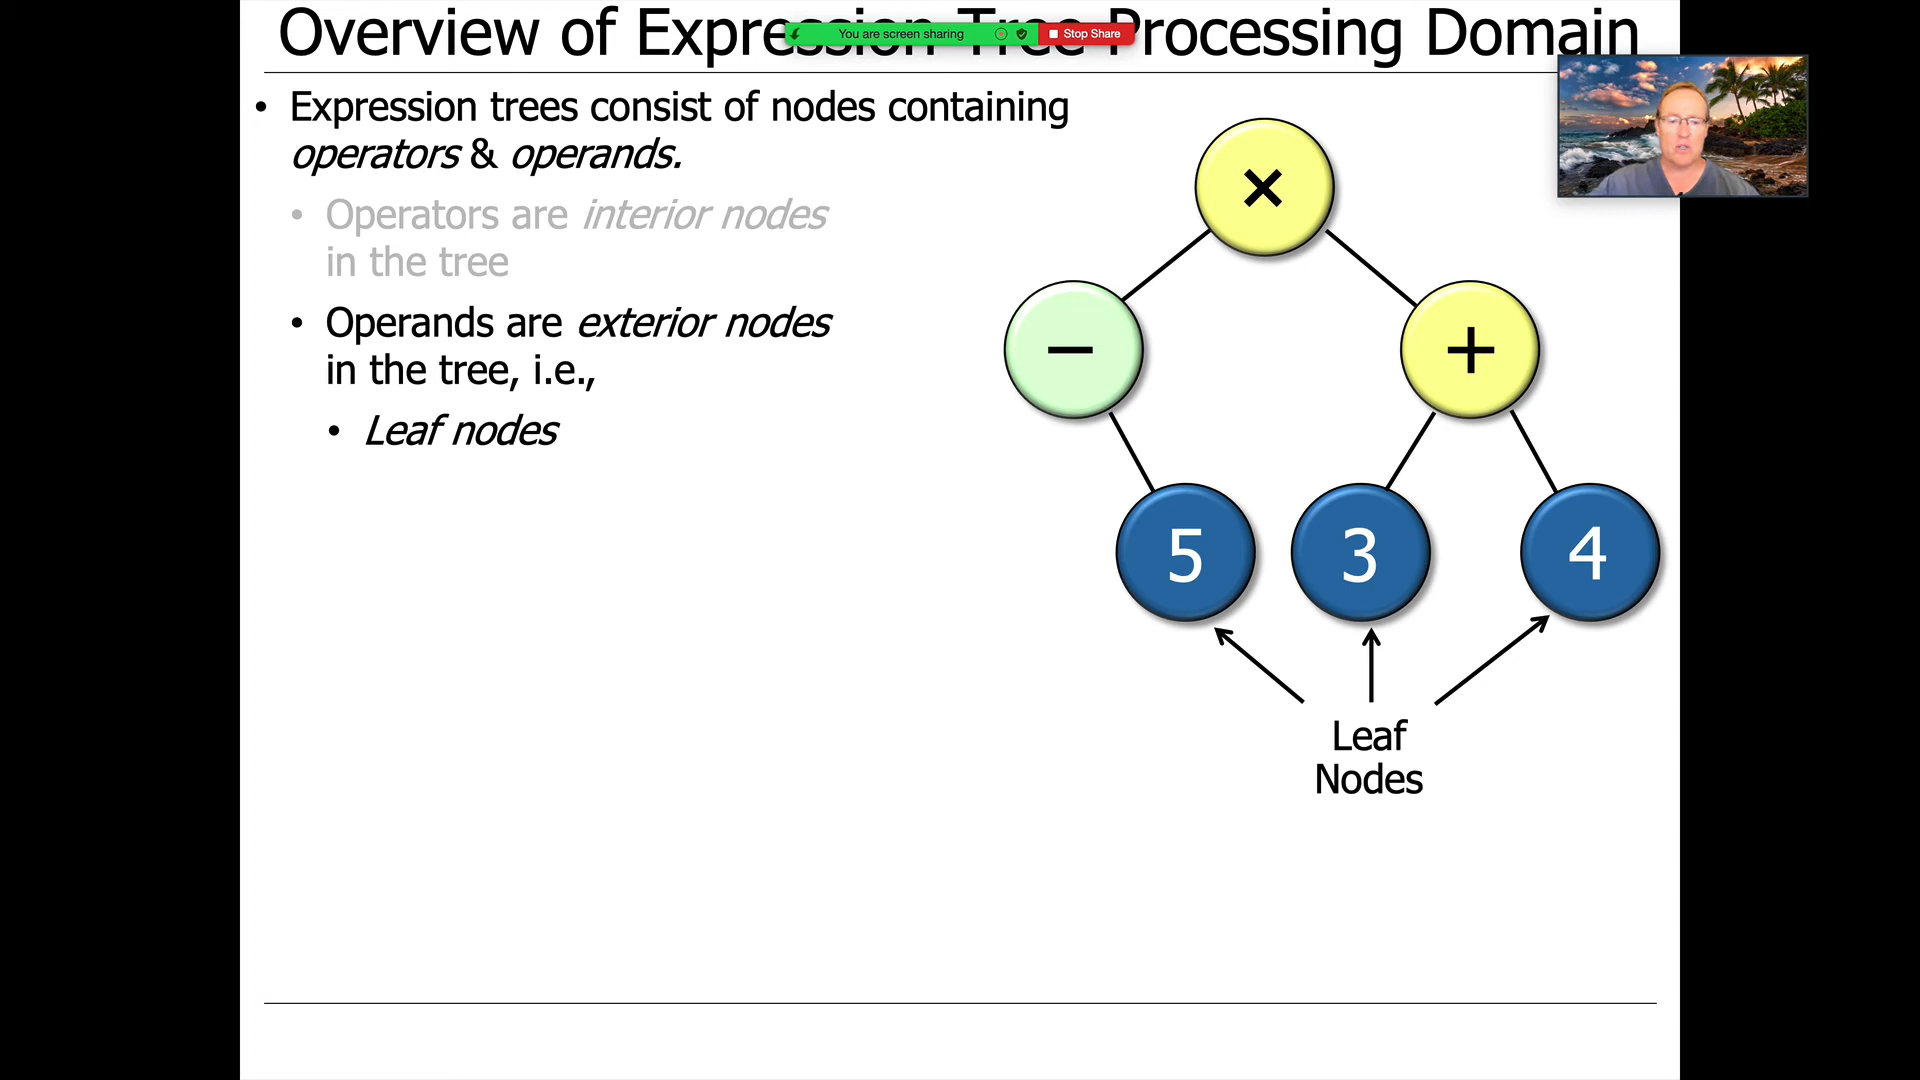 Overview of Expression Tree Processing Domain
You are screen sharing
Stop Share
• Expression trees consist of nodes containing
operators & operands.
• Operators are interior nodes
in the tree
• Operands are exterior nodes
in the tree, i.e.,
• Leaf nodes
×
−
+
5
3
4
Leaf
Nodes